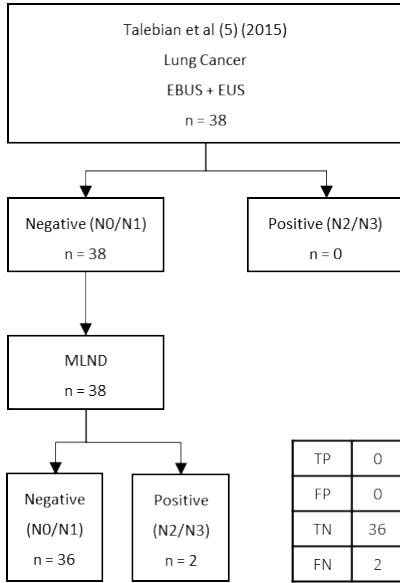 Talebian et al (5) (2015)
Lung Cancer
EBUS + EUS
n = 38
Negative (N0/N1)
n = 38
Positive (N2/N3)
n = 0
MLND
n = 38
Negative
(N0/N1)
n = 36
Positive
(N2/N3)
n = 2
TP 0
FP 0
TN 36
FN 2